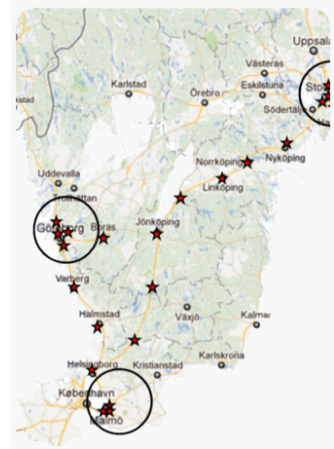 Uppsala
Västerås
Karlstad
Örebro
Eskilstuna
Södertälje
Norrköping
Nyköping
Linköping
Uddevalla
Trollhättan
Göteborg
Borås
Jönköping
Varberg
Halmstad
Växjö
Kalmar
Helsingborg
Kristianstad
Karlskrona
København
Malmö